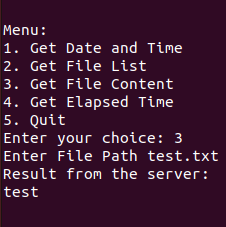 Menu:
1. Get Date and Time
2. Get File List
3. Get File Content
4. Get Elapsed Time
5. Quit
Enter your choice: 3
Enter File Path test.txt
Result from the server:
test